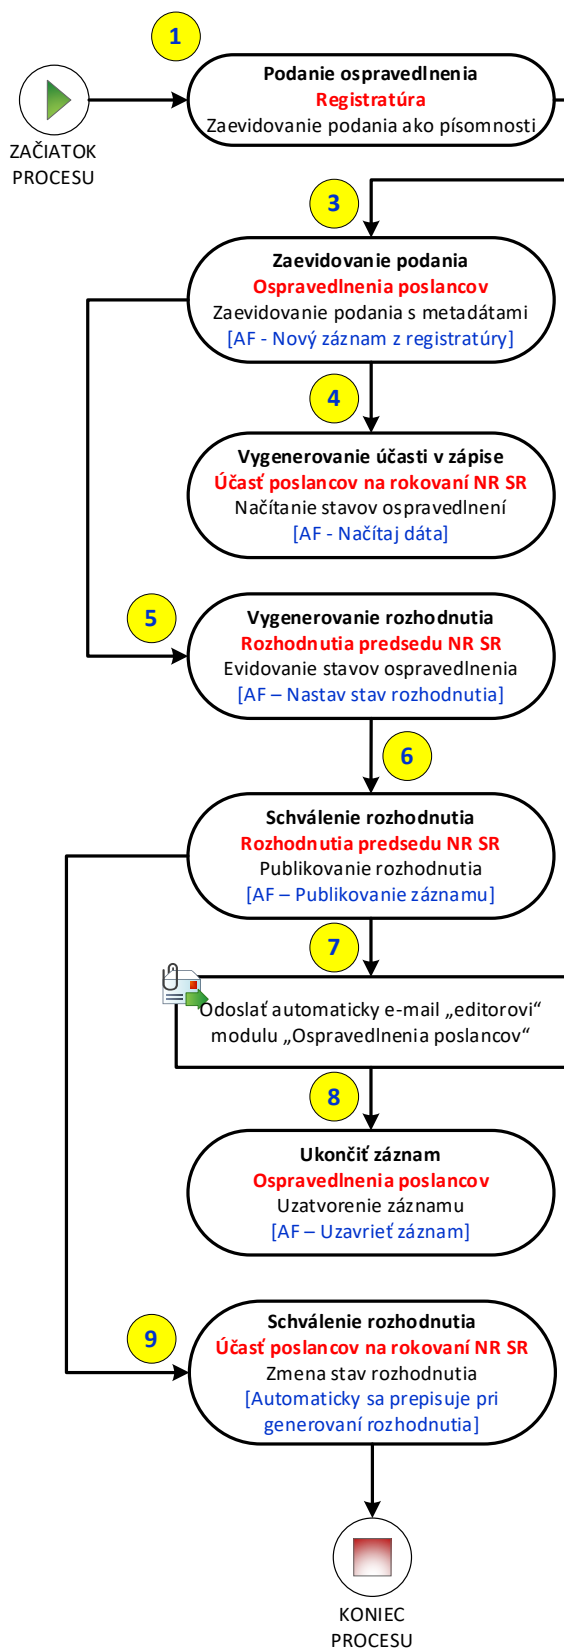 1
Podanie ospravedlnenia
Registratúra
Zaevidovanie podania ako písomnosti
ZAČIATOK
PROCESU
3
Zaevidovanie podania
Ospravedlnenia poslancov
Zaevidovanie podania s metadátami
[AF - Nový záznam z registratúry]
4
Vygenerovanie účasti v zápise
Účasť poslancov na rokovaní NR SR
Načítanie stavov ospravedlnení
[AF - Načítaj dáta]
5
Vygenerovanie rozhodnutia
Rozhodnutia predsedu NR SR
Evidovanie stavov ospravedlnenia
[AF – Nastav stav rozhodnutia]
6
Schválenie rozhodnutia
Rozhodnutia predsedu NR SR
Publikovanie rozhodnutia
[AF – Publikovanie záznamu]
7
Odoslať automaticky e-mail „editorovi“
modulu „Ospravedlnenia poslancov“
8
Ukončiť záznam
Ospravedlnenia poslancov
Uzatvorenie záznamu
[AF – Uzavrieť záznam]
9
Schválenie rozhodnutia
Účasť poslancov na rokovaní NR SR
Zmena stav rozhodnutia
[Automaticky sa prepisuje pri
generovaní rozhodnutia]
KONIEC
PROCESU